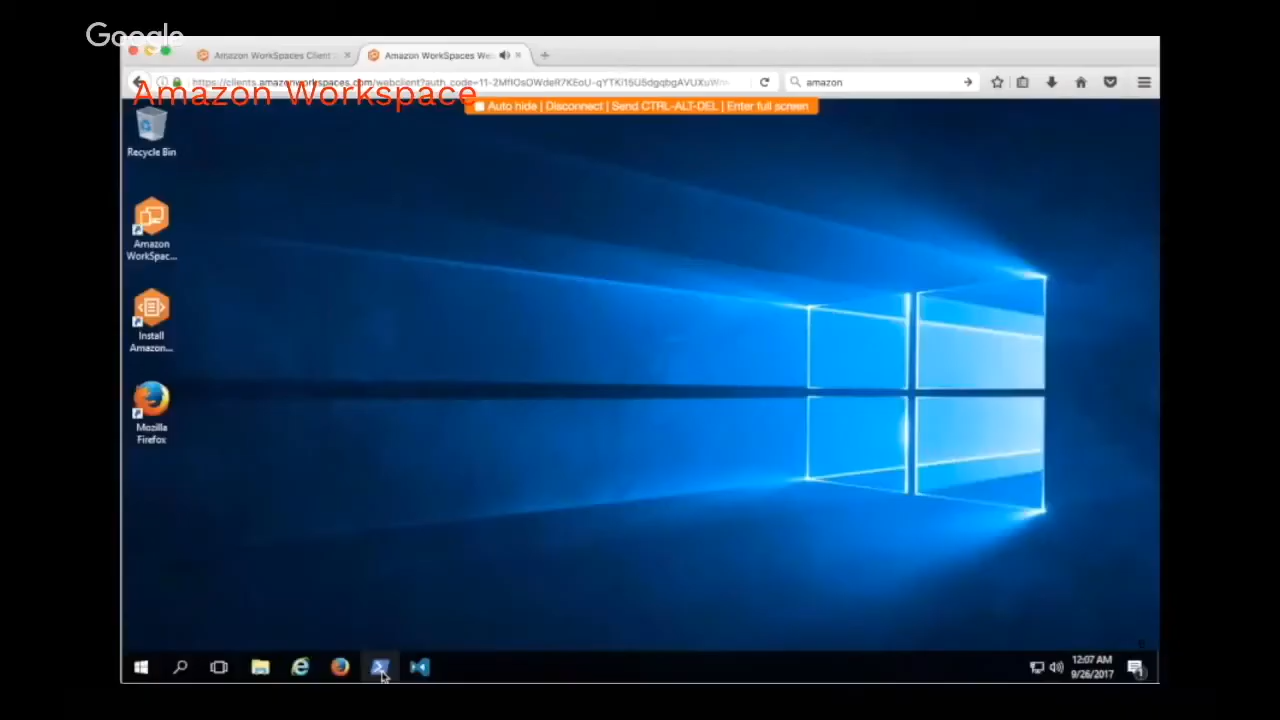 Google
Amazon WorkSpaces Client
Amazon WorkSpaces We
amazon
Amazon Workspace
Auto hide | Disconnect | Send CTRL-ALT-DEL | Enter full screen
Recycle Bin
Amazon
WorkSpac...
Install
Amazon...
Mozilla
Firefox
12:07 AM
9/26/2017
1